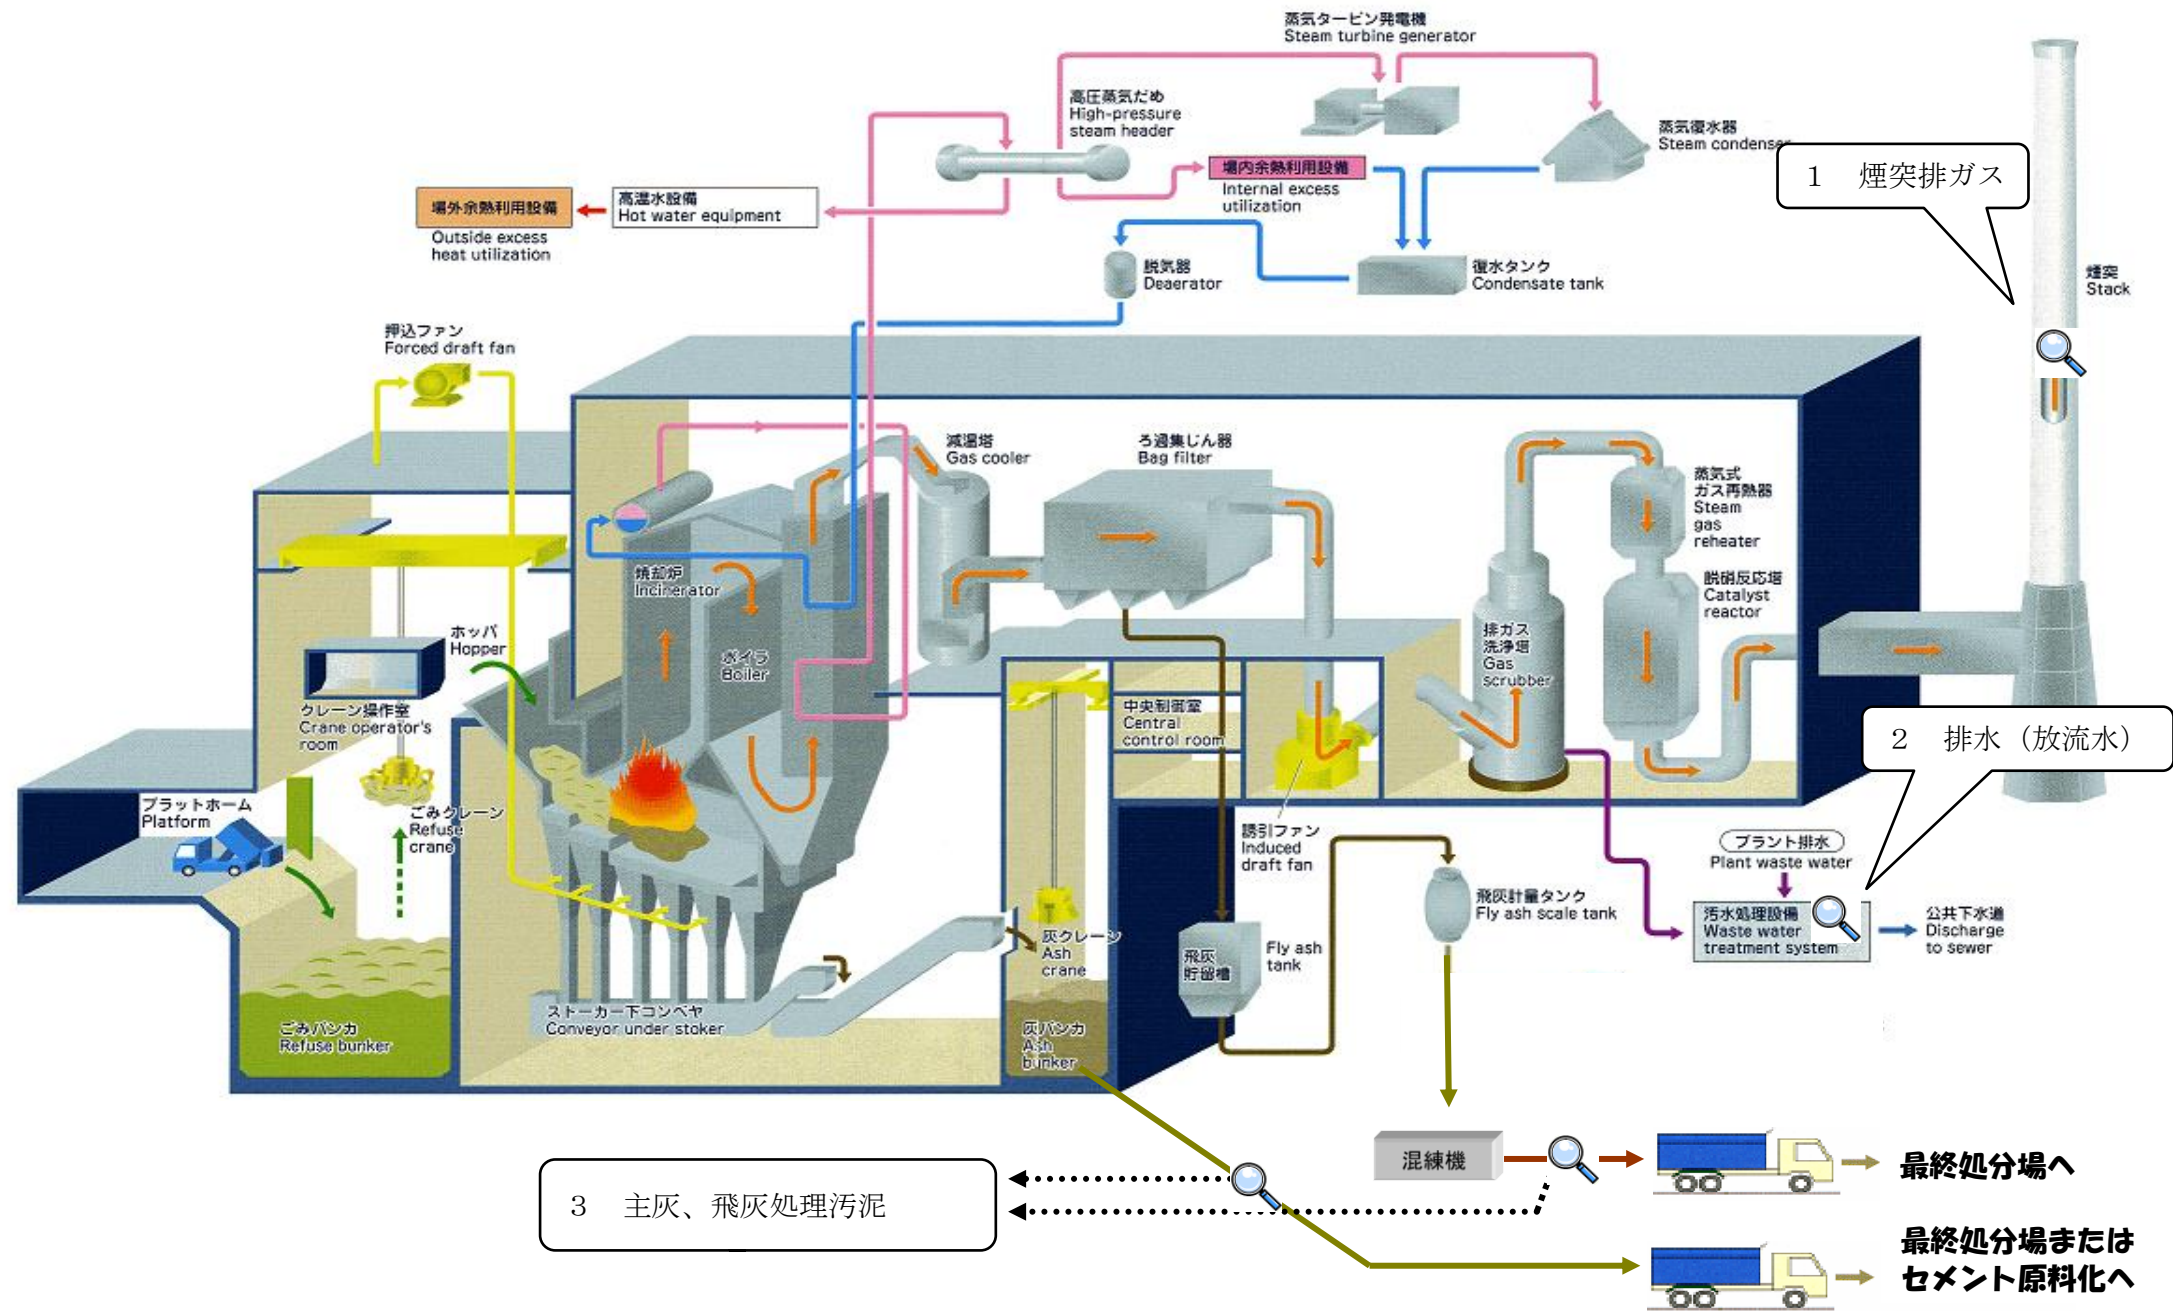 蒸気タービン発電機
Steam turbine generator
高圧蒸気だめ
High-pressure
steam header
蒸気復水器
Steam condenser
1 煙突排ガス
場内余熱利用設備
Internal excess
utilization
場外余熱利用設備
Outside excess
heat utilization
高温水設備
Hot water equipment
脱気器
Deaerator
復水タンク
Condensate tank
煙突
Stack
押込ファン
Forced draft fan
減温塔
Gas cooler
ろ過集じん器
Bag filter
蒸気式
ガス再熱器
Steam
gas
reheater
焼却炉
Incinerator
脱硝反応塔
Catalyst
reactor
ホッパ
Hopper
ボイラ
Boiler
排ガス
洗浄塔
Gas
scrubber
クレーン操作室
Crane operator's
room
中央制御室
Central
control room
2 排水（放流水）
プラットホーム
Platform
ごみクレーン
Refuse
crane
誘引ファン
Induced
draft fan
プラント排水
Plant waste water
飛灰計量タンク
Fly ash scale tank
汚水処理設備
Waste water
treatment system
公共下水道
Discharge
to sewer
灰クレーン
Ash
crane
飛灰
貯留槽
Fly ash
tank
ストーカー下コンベヤ
Conveyor under stoker
ごみバンカ
Refuse bunker
灰バンカ
Ash
bunker
混練機
最終処分場へ
3 主灰、飛灰処理汚泥
最終処分場または
セメント原料化へ